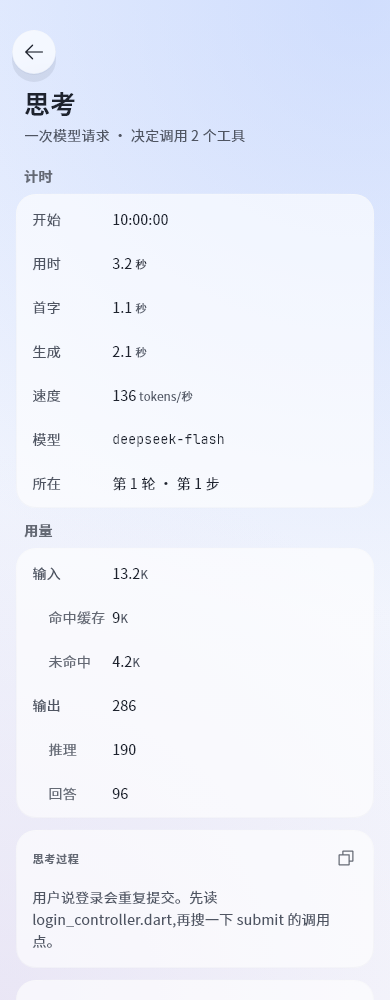 思考
一次模型请求 · 决定调用 2 个工具
计时
开始 10:00:00
用时 3.2 秒
首字 1.1 秒
生成 2.1 秒
速度 136 tokens/秒
模型 deepseek-flash
所在 第 1 轮 · 第 1 步
用量
输入 13.2K
命中缓存 9K
未命中 4.2K
输出 286
推理 190
回答 96
思考过程
用户说登录会重复提交。先读
login_controller.dart,再搜一下 submit 的调用
点。